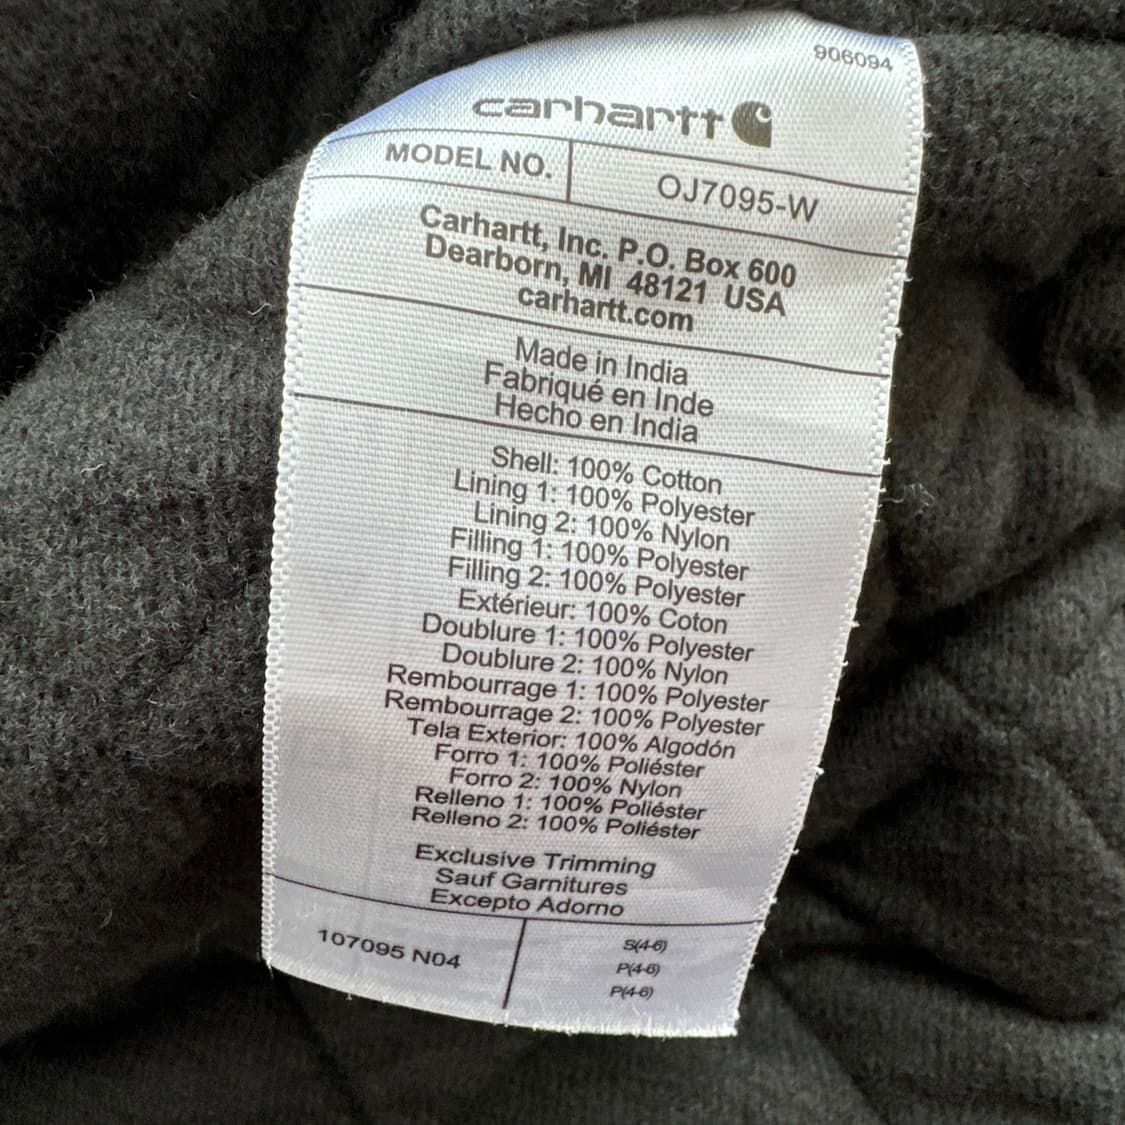 906094
carhartt
MODEL NO. OJ7095-W
Carhartt, Inc. P.O. Box 600
Dearborn, MI 48121 USA
carhartt.com
Made in India
Fabriqué en Inde
Hecho en India
Shell: 100% Cotton
Lining 1: 100% Polyester
Lining 2: 100% Nylon
Filling 1: 100% Polyester
Filling 2: 100% Polyester
Extérieur: 100% Coton
Doublure 1: 100% Polyester
Doublure 2: 100% Nylon
Rembourrage 1: 100% Polyester
Rembourrage 2: 100% Polyester
Tela Exterior: 100% Algodón
Forro 1: 100% Poliéster
Forro 2: 100% Nylon
Relleno 1: 100% Poliéster
Relleno 2: 100% Poliéster
Exclusive Trimming
Sauf Garnitures
Excepto Adorno
107095 N04
S(4-6)
P(4-6)
P(4-6)